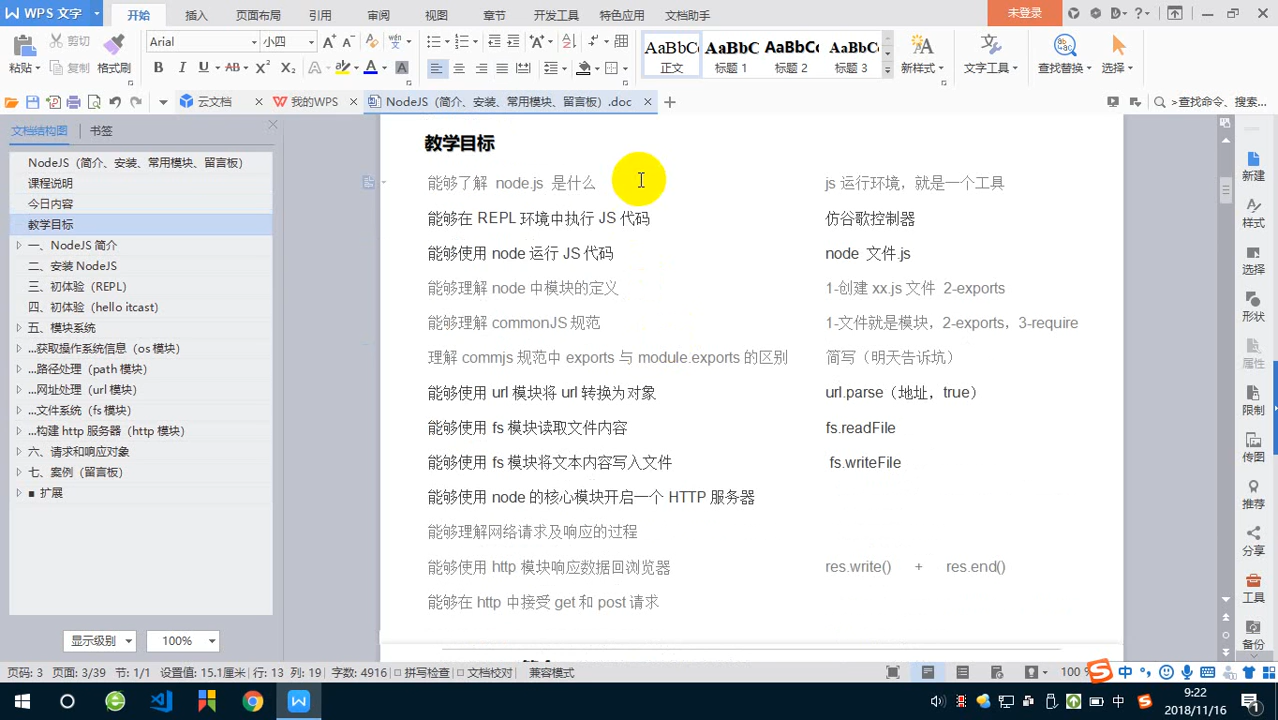 WPS 文字
开始 插入 页面布局 引用 审阅 视图 章节 开发工具 特色应用 文档助手
未登录
粘贴 剪切 复制 格式刷
Arial 小四
AaBbCc 正文
AaBbC 标题 1
AaBbCc 标题 2
AaBbC 标题 3
新样式 文字工具 查找替换 选择
云文档 我的WPS NodeJS（简介、安装、常用模块、留言板）.doc
>查找命令、搜索...
文档结构图 书签
NodeJS（简介、安装、常用模块、留言板）
课程说明
今日内容
教学目标
一、NodeJS 简介
二、安装 NodeJS
三、初体验（REPL）
四、初体验（hello itcast）
五、模块系统
...获取操作系统信息（os 模块）
...路径处理（path 模块）
...网址处理（url 模块）
...文件系统（fs 模块）
...构建 http 服务器（http 模块）
六、请求和响应对象
七、案例（留言板）
■ 扩展
显示级别 100%
教学目标
能够了解 node.js 是什么 js 运行环境，就是一个工具
能够在 REPL 环境中执行 JS 代码 仿谷歌控制器
能够使用 node 运行 JS 代码 node 文件.js
能够理解 node 中模块的定义 1-创建 xx.js 文件 2-exports
能够理解 commonJS 规范 1-文件就是模块，2-exports，3-require
理解 commjs 规范中 exports 与 module.exports 的区别 简写（明天告诉坑）
能够使用 url 模块将 url 转换为对象 url.parse（地址，true）
能够使用 fs 模块读取文件内容 fs.readFile
能够使用 fs 模块将文本内容写入文件 fs.writeFile
能够使用 node 的核心模块开启一个 HTTP 服务器
能够理解网络请求及响应的过程
能够使用 http 模块响应数据回浏览器 res.write() + res.end()
能够在 http 中接受 get 和 post 请求
新建
样式
选择
形状
属性
限制
传图
推荐
分享
工具
备份
页码: 3 页面: 3/39 节: 1/1 设置值: 15.1厘米 行: 13 列: 19 字数: 4916 拼写检查 文档校对 兼容模式
100 %
中
9:22
2018/11/16